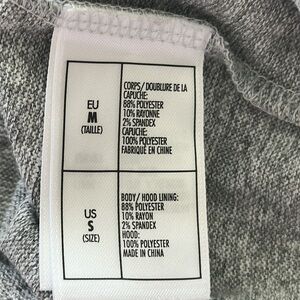 EU
M
(TAILLE)
CORPS/ DOUBLURE DE LA
CAPUCHE:
88% POLYESTER
10% RAYONNE
2% SPANDEX
CAPUCHE:
100% POLYESTER
FABRIQUÉ EN CHINE
US
S
(SIZE)
BODY/ HOOD LINING:
88% POLYESTER
10% RAYON
2% SPANDEX
HOOD:
100% POLYESTER
MADE IN CHINA